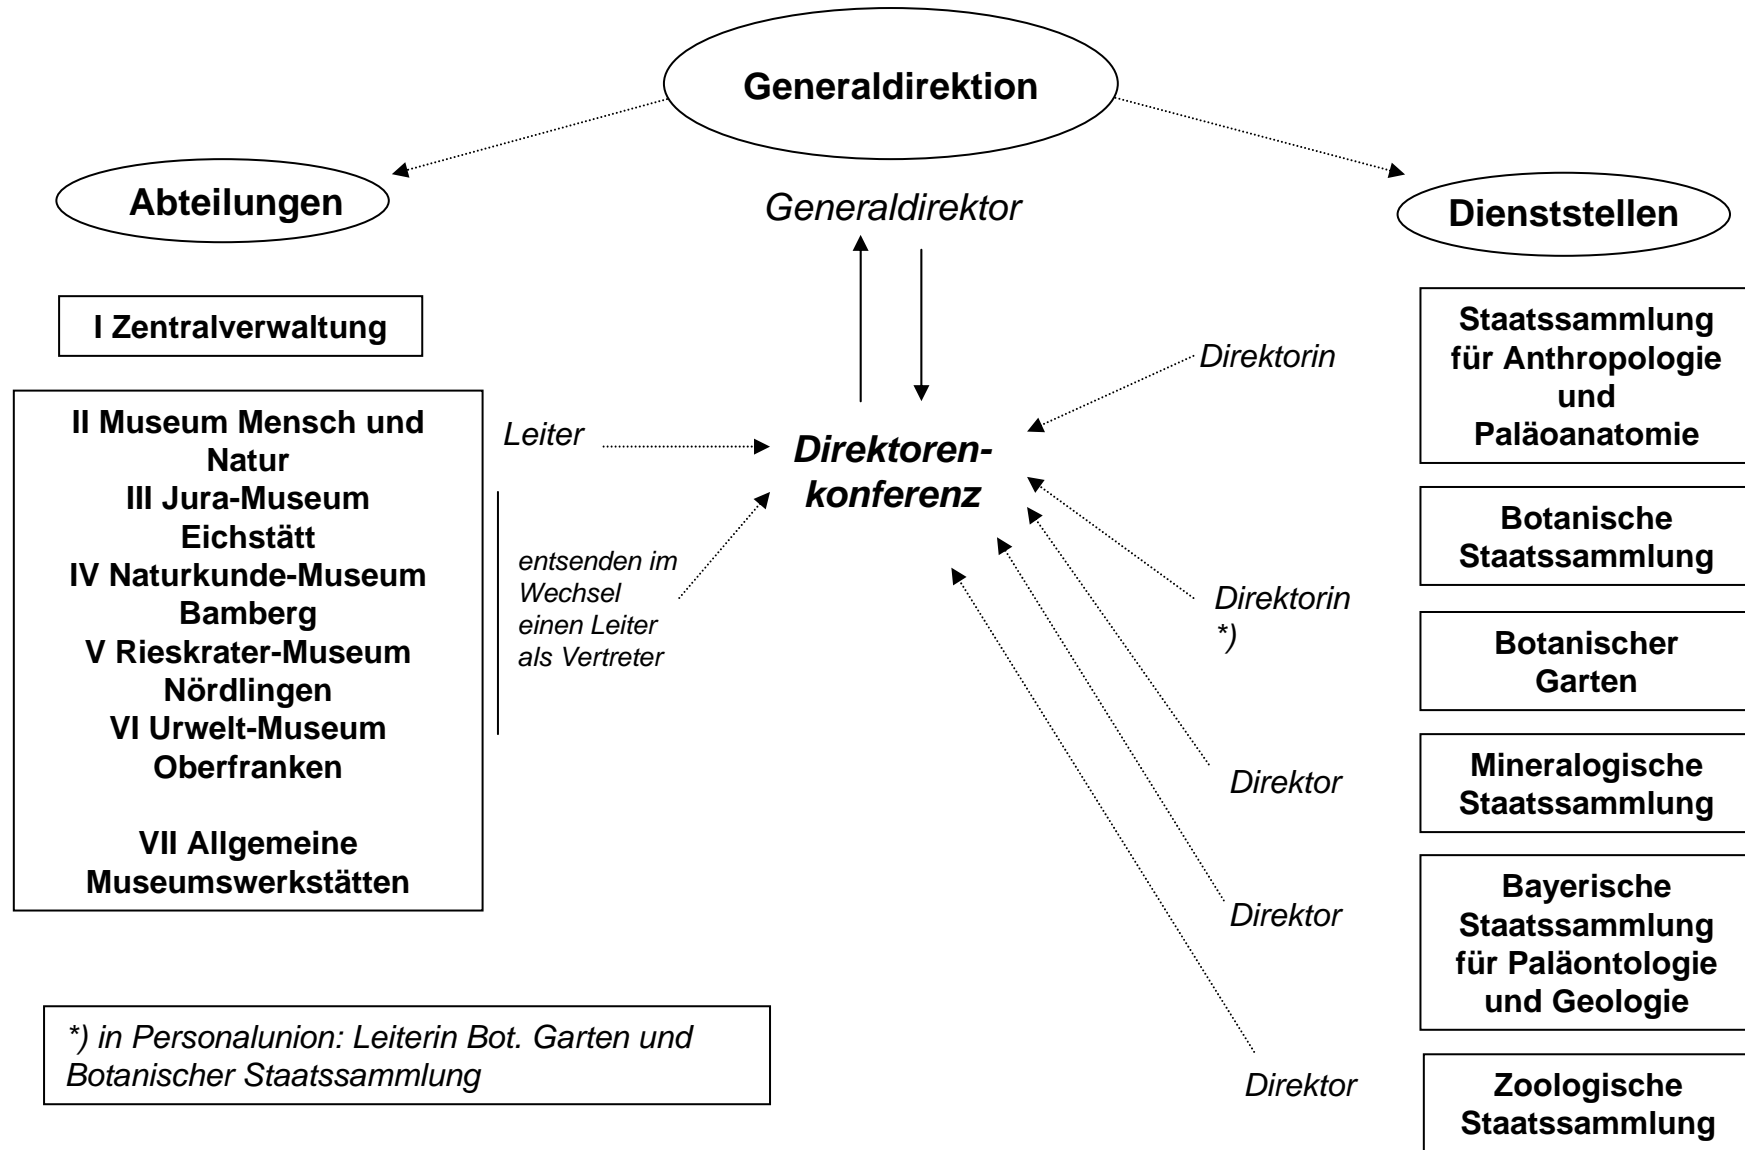 Generaldirektion
Abteilungen
Generaldirektor
Dienststellen
I Zentralverwaltung
II Museum Mensch und
Natur
III Jura-Museum
Eichstätt
IV Naturkunde-Museum
Bamberg
V Rieskrater-Museum
Nördlingen
VI Urwelt-Museum
Oberfranken
VII Allgemeine
Museumswerkstätten
Leiter
entsenden im
Wechsel
einen Leiter
als Vertreter
Direktoren-
konferenz
Direktorin
Direktorin
*)
Direktor
Direktor
Direktor
Staatssammlung
für Anthropologie
und
Paläoanatomie
Botanische
Staatssammlung
Botanischer
Garten
Mineralogische
Staatssammlung
Bayerische
Staatssammlung
für Paläontologie
und Geologie
Zoologische
Staatssammlung
*) in Personalunion: Leiterin Bot. Garten und
Botanischer Staatssammlung